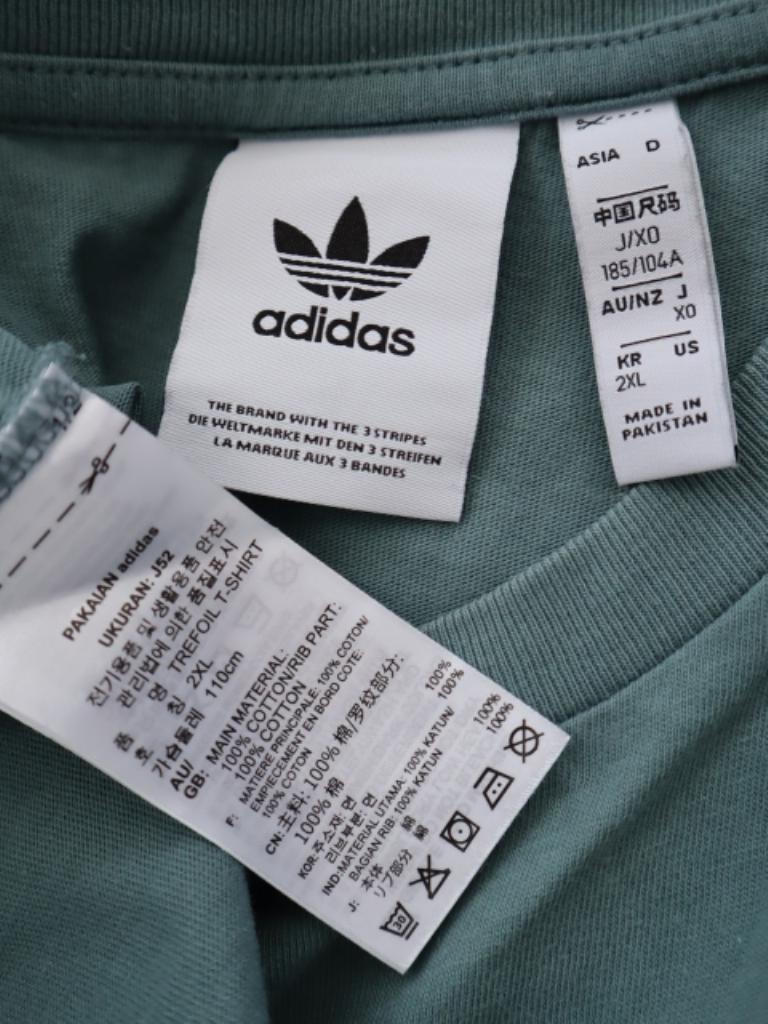 adidas
THE BRAND WITH THE 3 STRIPES
DIE WELTMARKE MIT DEN 3 STREIFEN
LA MARQUE AUX 3 BANDES
ASIA D
中国尺码
J/XO
185/104A
AU/NZ J
XO
KR US
2XL
MADE IN
PAKISTAN
PAKAIAN adidas
UKURAN: J52
전기용품 및 생활용품 안전
관리법에 의한 품질표시
품 명 TREFOIL T-SHIRT
호 칭 2XL
가슴둘레 110cm
AU/
GB: MAIN MATERIAL:
100% COTTON/RIB PART:
100% COTTON
F: MATIERE PRINCIPALE: 100% COTON/
EMPIECEMENT EN BORD COTE:
100% COTON
CN: 主料: 100% 棉/罗纹部分:
100% 棉
KOR: 주소재: 면 100%
리브부분: 면 100%
IND: MATERIAL UTAMA: 100% KATUN/
BAGIAN RIB: 100% KATUN
J: 本体 綿 100%
リブ部分 綿 100%
30